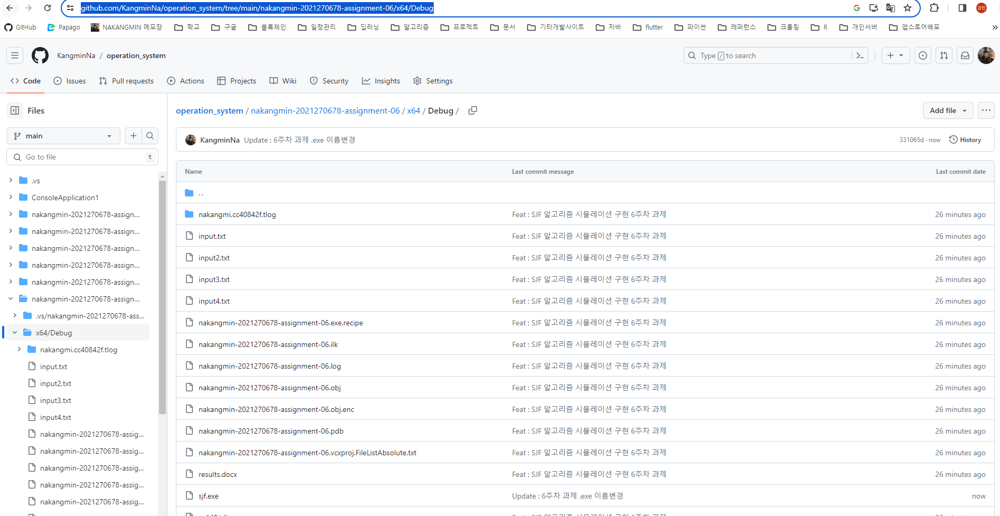 github.com/KangminNa/operation_system/tree/main/nakangmin-2021270678-assignment-06/x64/Debug
강민
GitHub Papago NAKANGMIN 메모장 학교 구글 블록체인 일정관리 딥러닝 알고리즘 프로젝트 문서 기타개발사이트 자바 flutter 파이썬 레퍼런스 크롤링 R 개인서버 앱스토어배포 »
KangminNa / operation_system
Type / to search
Code Issues Pull requests Actions Projects Wiki Security Insights Settings
Files
main
Go to file t
.vs
ConsoleApplication1
nakangmin-2021270678-assign...
nakangmin-2021270678-assign...
nakangmin-2021270678-assign...
nakangmin-2021270678-assign...
nakangmin-2021270678-assign...
nakangmin-2021270678-assign...
.vs/nakangmin-2021270678-ass...
x64/Debug
nakangmi.cc40842f.tlog
input.txt
input2.txt
input3.txt
input4.txt
nakangmin-2021270678-assig...
nakangmin-2021270678-assig...
nakangmin-2021270678-assig...
nakangmin-2021270678-assig...
nakangmin-2021270678-assig...
operation_system / nakangmin-2021270678-assignment-06 / x64 / Debug /
Add file
KangminNa Update : 6주차 과제 .exe 이름변경 331065d · now History
Name Last commit message Last commit date
..
nakangmi.cc40842f.tlog Feat : SJF 알고리즘 시뮬레이션 구현 6주차 과제 26 minutes ago
input.txt Feat : SJF 알고리즘 시뮬레이션 구현 6주차 과제 26 minutes ago
input2.txt Feat : SJF 알고리즘 시뮬레이션 구현 6주차 과제 26 minutes ago
input3.txt Feat : SJF 알고리즘 시뮬레이션 구현 6주차 과제 26 minutes ago
input4.txt Feat : SJF 알고리즘 시뮬레이션 구현 6주차 과제 26 minutes ago
nakangmin-2021270678-assignment-06.exe.recipe Feat : SJF 알고리즘 시뮬레이션 구현 6주차 과제 26 minutes ago
nakangmin-2021270678-assignment-06.ilk Feat : SJF 알고리즘 시뮬레이션 구현 6주차 과제 26 minutes ago
nakangmin-2021270678-assignment-06.log Feat : SJF 알고리즘 시뮬레이션 구현 6주차 과제 26 minutes ago
nakangmin-2021270678-assignment-06.obj Feat : SJF 알고리즘 시뮬레이션 구현 6주차 과제 26 minutes ago
nakangmin-2021270678-assignment-06.obj.enc Feat : SJF 알고리즘 시뮬레이션 구현 6주차 과제 26 minutes ago
nakangmin-2021270678-assignment-06.pdb Feat : SJF 알고리즘 시뮬레이션 구현 6주차 과제 26 minutes ago
nakangmin-2021270678-assignment-06.vcxproj.FileListAbsolute.txt Feat : SJF 알고리즘 시뮬레이션 구현 6주차 과제 26 minutes ago
results.docx Feat : SJF 알고리즘 시뮬레이션 구현 6주차 과제 26 minutes ago
sjf.exe Update : 6주차 과제 .exe 이름변경 now